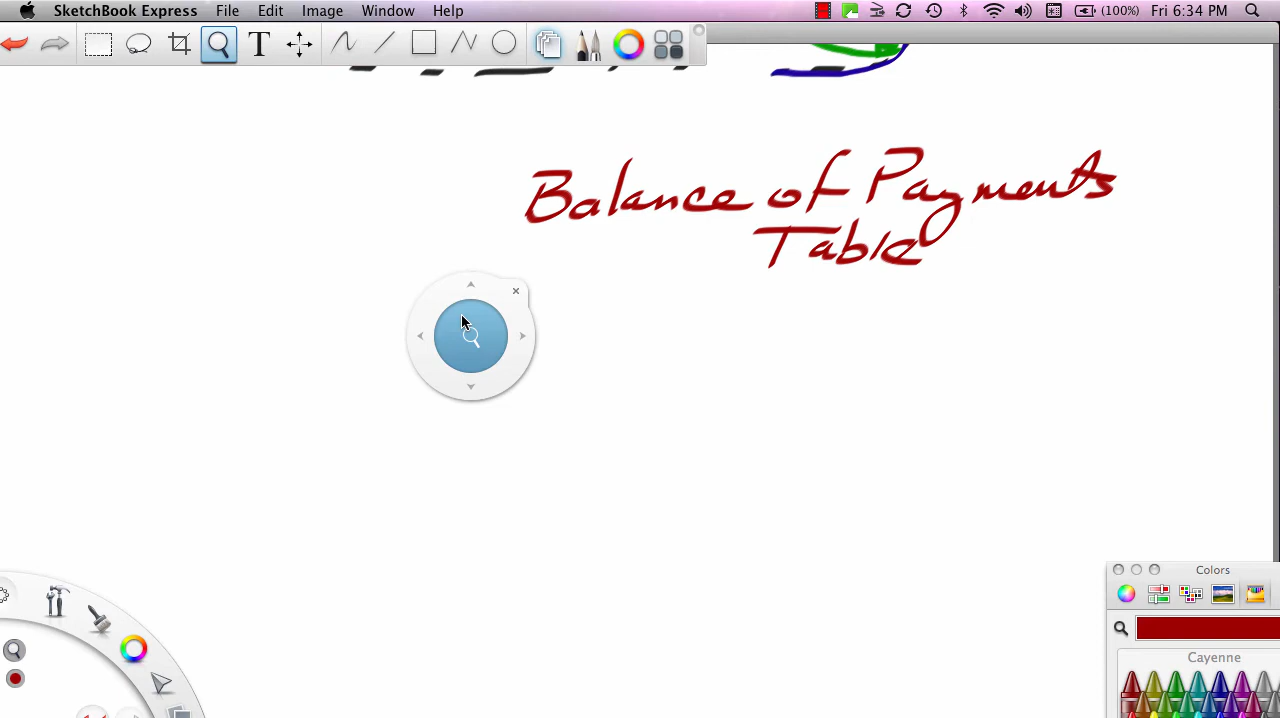 SketchBook Express File Edit Image Window Help (100%) Fri 6:34 PM
T
Balance of Payments
Table
Colors
Cayenne